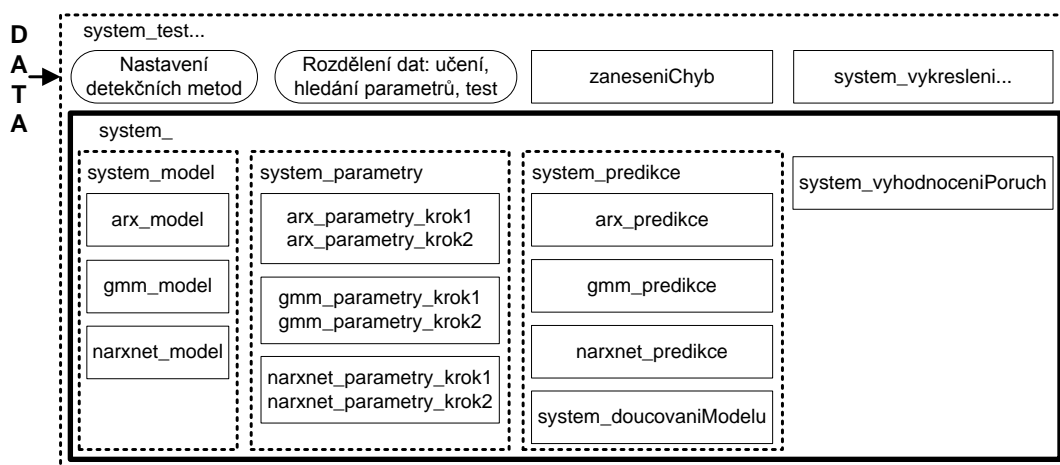 DATA
system_test...
Nastavení
detekčních metod
Rozdělení dat: učení,
hledání parametrů, test
zaneseniChyb
system_vykresleni...
system_
system_model
arx_model
gmm_model
narxnet_model
system_parametry
arx_parametry_krok1
arx_parametry_krok2
gmm_parametry_krok1
gmm_parametry_krok2
narxnet_parametry_krok1
narxnet_parametry_krok2
system_predikce
arx_predikce
gmm_predikce
narxnet_predikce
system_doucovaniModelu
system_vyhodnoceniPoruch